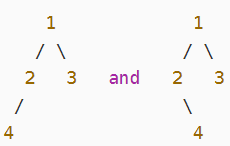 1             1
   / \           / \
  2   3   and   2   3
 /               \
4                 4